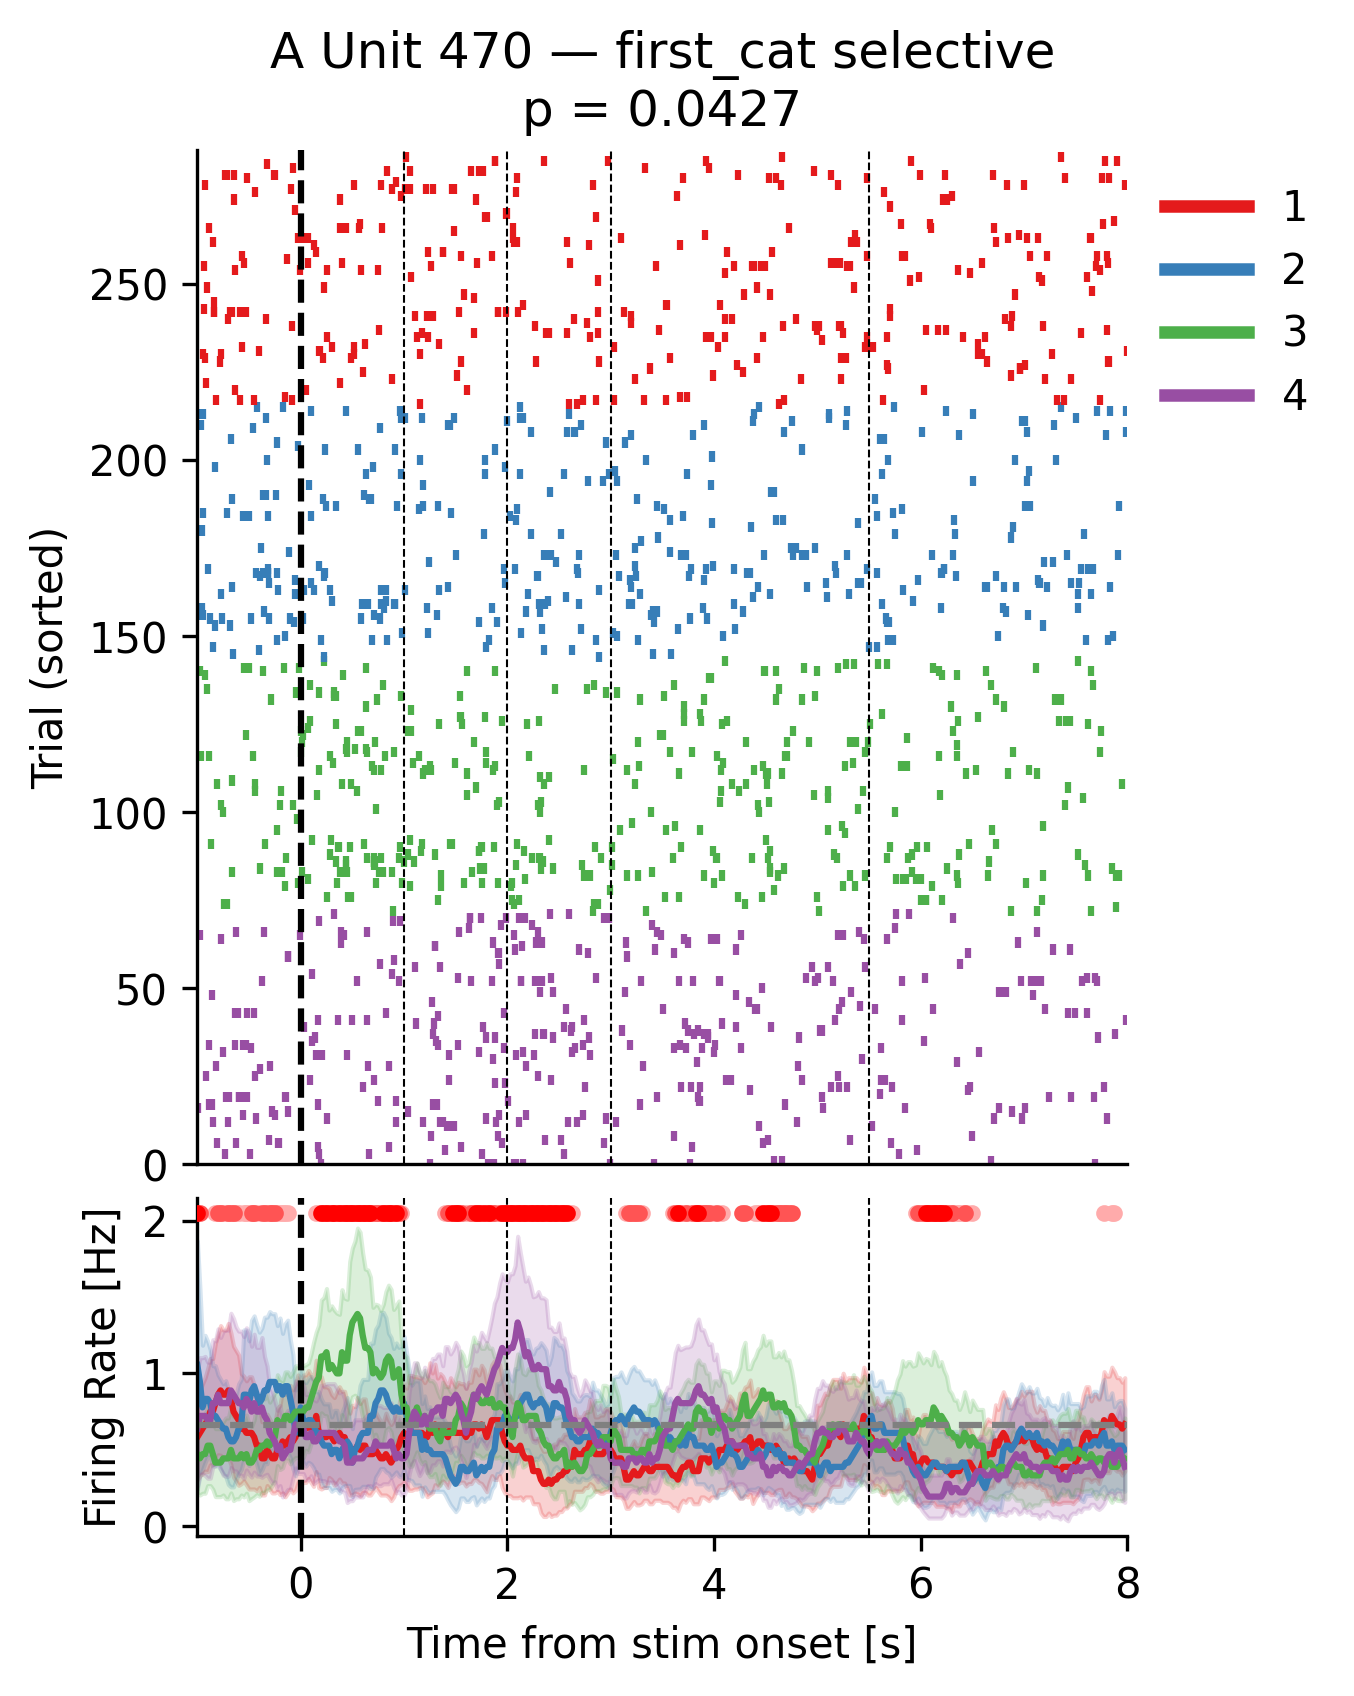 A Unit 470 — first_cat selective
p = 0.0427
1
2
3
4
250
200
150
100
50
0
Trial (sorted)
2
1
0
Firing Rate [Hz]
0 2 4 6 8
Time from stim onset [s]